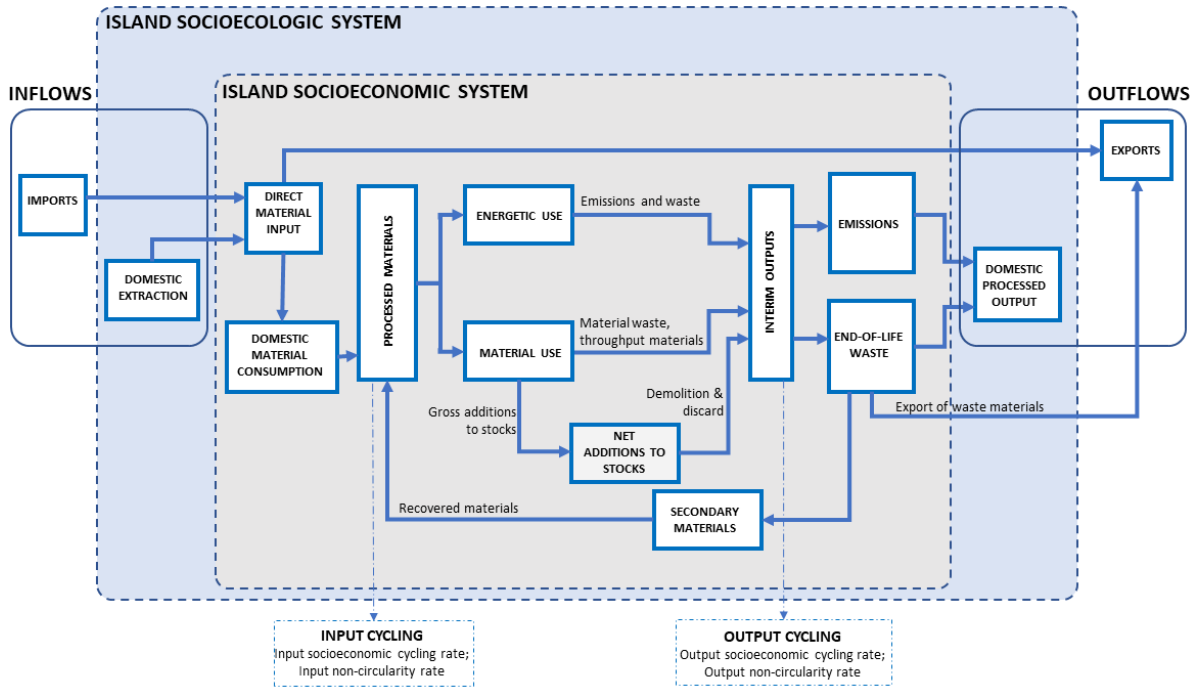 ISLAND SOCIOECOLOGIC SYSTEM
INFLOWS
ISLAND SOCIOECONOMIC SYSTEM
OUTFLOWS
IMPORTS
DOMESTIC
EXTRACTION
DIRECT
MATERIAL
INPUT
DOMESTIC
MATERIAL
CONSUMPTION
PROCESSED MATERIALS
ENERGETIC USE
Emissions and waste
MATERIAL USE
Material waste,
throughput materials
Gross additions
to stocks
NET
ADDITIONS TO
STOCKS
Demolition &
discard
INTERIM OUTPUTS
EMISSIONS
END-OF-LIFE
WASTE
EXPORTS
DOMESTIC
PROCESSED
OUTPUT
Export of waste materials
SECONDARY
MATERIALS
Recovered materials
INPUT CYCLING
Input socioeconomic cycling rate;
Input non-circularity rate
OUTPUT CYCLING
Output socioeconomic cycling rate;
Output non-circularity rate